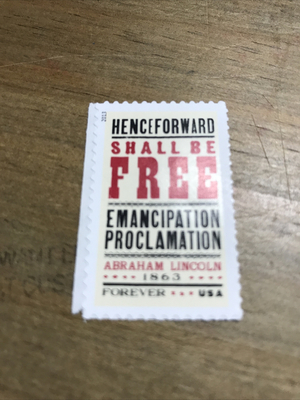 2013
HENCEFORWARD
SHALL BE
FREE
EMANCIPATION
PROCLAMATION
ABRAHAM LINCOLN
1863
FOREVER USA